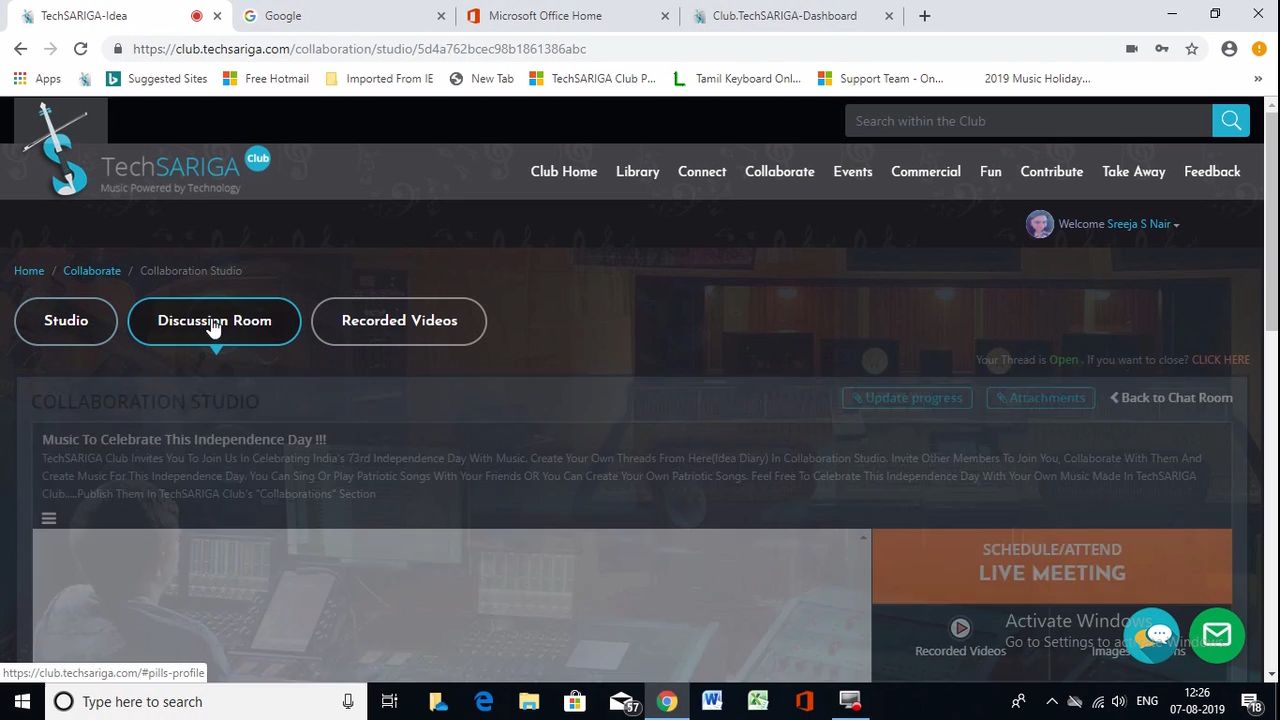 TechSARIGA-Idea
Google
Microsoft Office Home
Club.TechSARIGA-Dashboard
https://club.techsariga.com/collaboration/studio/5d4a762bcec98b1861386abc
Apps
Suggested Sites
Free Hotmail
Imported From IE
New Tab
TechSARIGA Club P...
Tamil Keyboard Onl...
Support Team - On...
2019 Music Holiday...
»
Search within the Club
TechSARIGA Club
Music Powered by Technology
Club Home Library Connect Collaborate Events Commercial Fun Contribute Take Away Feedback
Welcome Sreeja S Nair
Home / Collaborate / Collaboration Studio
Studio
Discussion Room
Recorded Videos
Your Thread is Open . If you want to close? CLICK HERE
COLLABORATION STUDIO
Update progress
Attachments
Back to Chat Room
Music To Celebrate This Independence Day !!!
TechSARIGA Club Invites You To Join Us In Celebrating India's 73rd Independence Day With Music. Create Your Own Threads From Here(Idea Diary) In Collaboration Studio. Invite Other Members To Join You, Collaborate With Them And
Create Music For This Independence Day. You Can Sing Or Play Patriotic Songs With Your Friends OR You Can Create Your Own Patriotic Songs. Feel Free To Celebrate This Independence Day With Your Own Music Made In TechSARIGA
Club.....Publish Them In TechSARIGA Club's "Collaborations" Section
SCHEDULE/ATTEND
LIVE MEETING
Activate Windows
Go to Settings to activate Windows.
Recorded Videos
https://club.techsariga.com/#pills-profile
Type here to search
57
ENG
12:26
07-08-2019
18